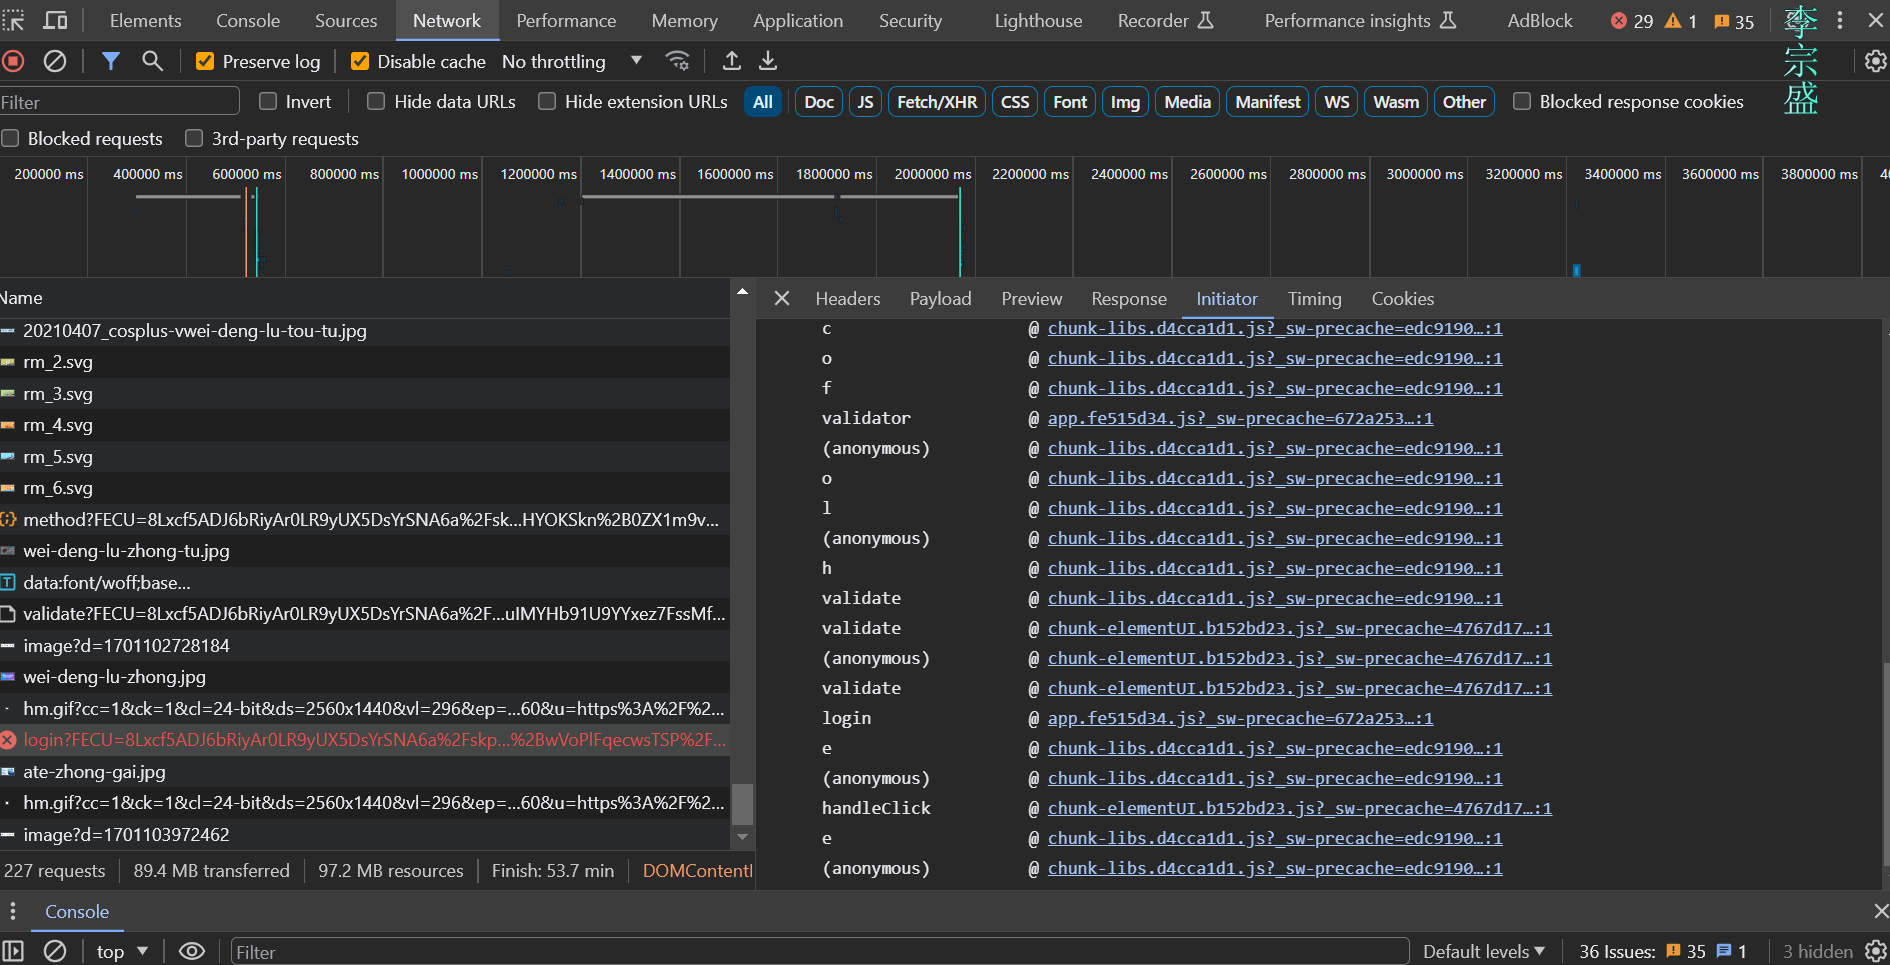 Elements Console Sources Network Performance Memory Application Security Lighthouse Recorder Performance insights AdBlock 29 1 35
李宗盛
Preserve log Disable cache No throttling
Filter Invert Hide data URLs Hide extension URLs All Doc JS Fetch/XHR CSS Font Img Media Manifest WS Wasm Other Blocked response cookies
Blocked requests 3rd-party requests
200000 ms 400000 ms 600000 ms 800000 ms 1000000 ms 1200000 ms 1400000 ms 1600000 ms 1800000 ms 2000000 ms 2200000 ms 2400000 ms 2600000 ms 2800000 ms 3000000 ms 3200000 ms 3400000 ms 3600000 ms 3800000 ms
Name
20210407_cosplus-vwei-deng-lu-tou-tu.jpg
rm_2.svg
rm_3.svg
rm_4.svg
rm_5.svg
rm_6.svg
method?FECU=8Lxcf5ADJ6bRiyAr0LR9yUX5DsYrSNA6a%2Fsk...HYOKSkn%2B0ZX1m9v...
wei-deng-lu-zhong-tu.jpg
data:font/woff;base...
validate?FECU=8Lxcf5ADJ6bRiyAr0LR9yUX5DsYrSNA6a%2F...uIMYHb91U9YYxez7FssMf...
image?d=1701102728184
wei-deng-lu-zhong.jpg
hm.gif?cc=1&ck=1&cl=24-bit&ds=2560x1440&vl=296&ep=...60&u=https%3A%2F%2...
login?FECU=8Lxcf5ADJ6bRiyAr0LR9yUX5DsYrSNA6a%2Fskp...%2BwVoPlFqecwsTSP%2F...
ate-zhong-gai.jpg
hm.gif?cc=1&ck=1&cl=24-bit&ds=2560x1440&vl=296&ep=...60&u=https%3A%2F%2...
image?d=1701103972462
227 requests 89.4 MB transferred 97.2 MB resources Finish: 53.7 min DOMContentl
Headers Payload Preview Response Initiator Timing Cookies
c @ chunk-libs.d4cca1d1.js?_sw-precache=edc9190…:1
o @ chunk-libs.d4cca1d1.js?_sw-precache=edc9190…:1
f @ chunk-libs.d4cca1d1.js?_sw-precache=edc9190…:1
validator @ app.fe515d34.js?_sw-precache=672a253…:1
(anonymous) @ chunk-libs.d4cca1d1.js?_sw-precache=edc9190…:1
o @ chunk-libs.d4cca1d1.js?_sw-precache=edc9190…:1
l @ chunk-libs.d4cca1d1.js?_sw-precache=edc9190…:1
(anonymous) @ chunk-libs.d4cca1d1.js?_sw-precache=edc9190…:1
h @ chunk-libs.d4cca1d1.js?_sw-precache=edc9190…:1
validate @ chunk-libs.d4cca1d1.js?_sw-precache=edc9190…:1
validate @ chunk-elementUI.b152bd23.js?_sw-precache=4767d17…:1
(anonymous) @ chunk-elementUI.b152bd23.js?_sw-precache=4767d17…:1
validate @ chunk-elementUI.b152bd23.js?_sw-precache=4767d17…:1
login @ app.fe515d34.js?_sw-precache=672a253…:1
e @ chunk-libs.d4cca1d1.js?_sw-precache=edc9190…:1
(anonymous) @ chunk-libs.d4cca1d1.js?_sw-precache=edc9190…:1
handleClick @ chunk-elementUI.b152bd23.js?_sw-precache=4767d17…:1
e @ chunk-libs.d4cca1d1.js?_sw-precache=edc9190…:1
(anonymous) @ chunk-libs.d4cca1d1.js?_sw-precache=edc9190…:1
Console
top Filter Default levels 36 Issues: 35 1 3 hidden